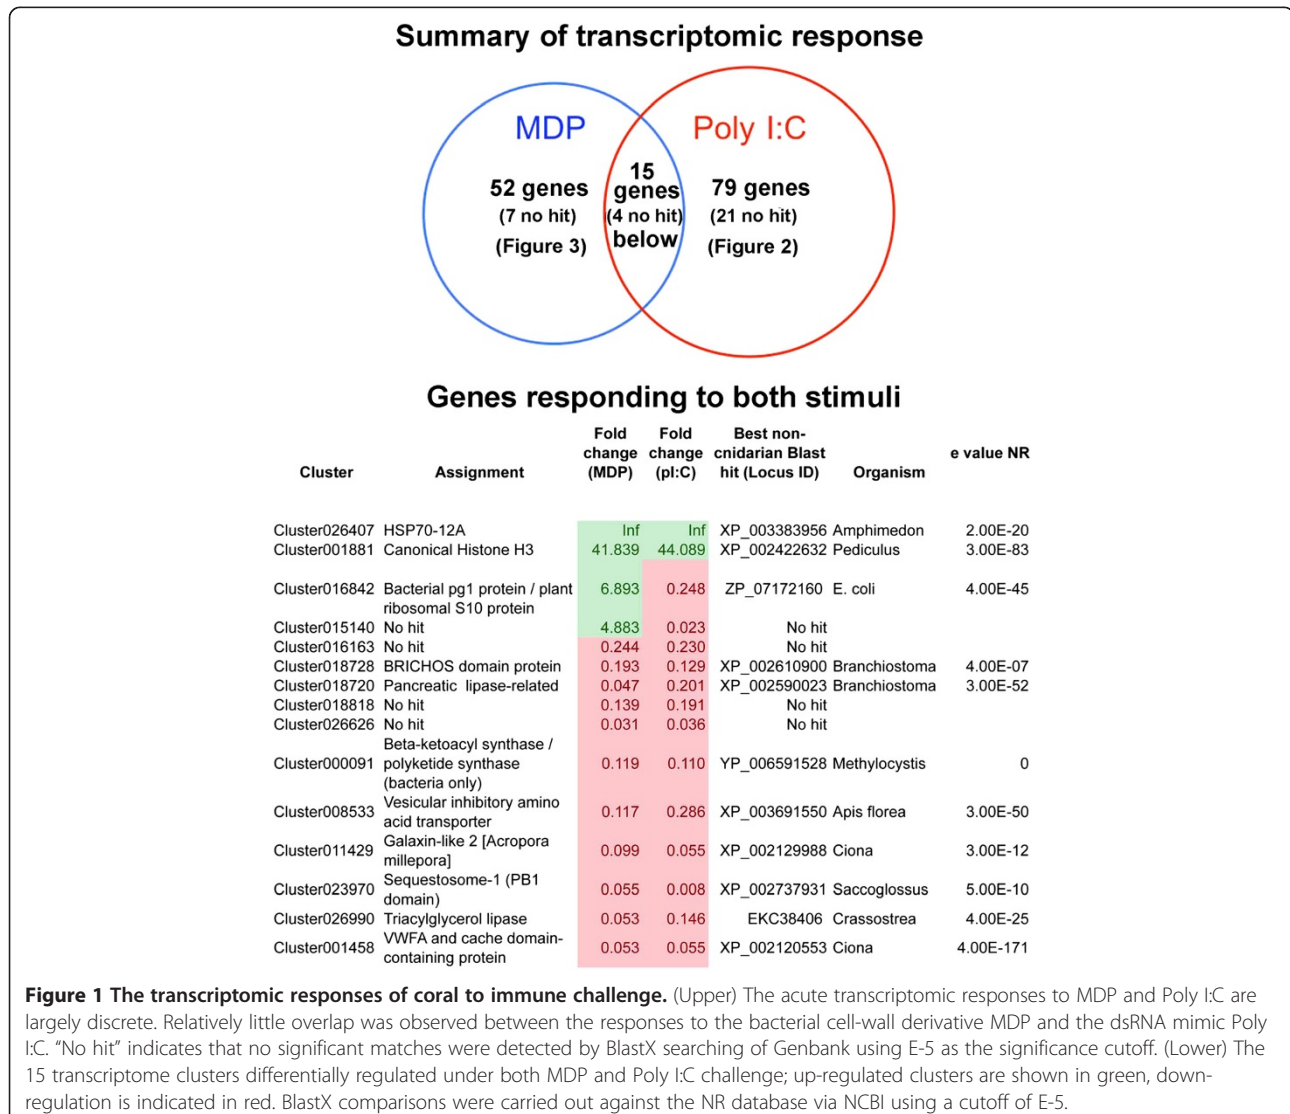 Summary of transcriptomic response
MDP
Poly I:C
52 genes
(7 no hit)
(Figure 3)
15
genes
(4 no hit)
below
79 genes
(21 no hit)
(Figure 2)
Genes responding to both stimuli
Cluster Assignment Fold change (MDP) Fold change (pI:C) Best non-cnidarian Blast hit (Locus ID) Organism e value NR
Cluster026407 HSP70-12A Inf Inf XP_003383956 Amphimedon 2.00E-20
Cluster001881 Canonical Histone H3 41.839 44.089 XP_002422632 Pediculus 3.00E-83
Cluster016842 Bacterial pg1 protein / plant ribosomal S10 protein 6.893 0.248 ZP_07172160 E. coli 4.00E-45
Cluster015140 No hit 4.883 0.023 No hit
Cluster016163 No hit 0.244 0.230 No hit
Cluster018728 BRICHOS domain protein 0.193 0.129 XP_002610900 Branchiostoma 4.00E-07
Cluster018720 Pancreatic lipase-related 0.047 0.201 XP_002590023 Branchiostoma 3.00E-52
Cluster018818 No hit 0.139 0.191 No hit
Cluster026626 No hit 0.031 0.036 No hit
Cluster000091 Beta-ketoacyl synthase / polyketide synthase (bacteria only) 0.119 0.110 YP_006591528 Methylocystis 0
Cluster008533 Vesicular inhibitory amino acid transporter 0.117 0.286 XP_003691550 Apis florea 3.00E-50
Cluster011429 Galaxin-like 2 [Acropora millepora] 0.099 0.055 XP_002129988 Ciona 3.00E-12
Cluster023970 Sequestosome-1 (PB1 domain) 0.055 0.008 XP_002737931 Saccoglossus 5.00E-10
Cluster026990 Triacylglycerol lipase 0.053 0.146 EKC38406 Crassostrea 4.00E-25
Cluster001458 VWFA and cache domain-containing protein 0.053 0.055 XP_002120553 Ciona 4.00E-171
Figure 1 The transcriptomic responses of coral to immune challenge. (Upper) The acute transcriptomic responses to MDP and Poly I:C are
largely discrete. Relatively little overlap was observed between the responses to the bacterial cell-wall derivative MDP and the dsRNA mimic Poly
I:C. “No hit” indicates that no significant matches were detected by BlastX searching of Genbank using E-5 as the significance cutoff. (Lower) The
15 transcriptome clusters differentially regulated under both MDP and Poly I:C challenge; up-regulated clusters are shown in green, down-
regulation is indicated in red. BlastX comparisons were carried out against the NR database via NCBI using a cutoff of E-5.